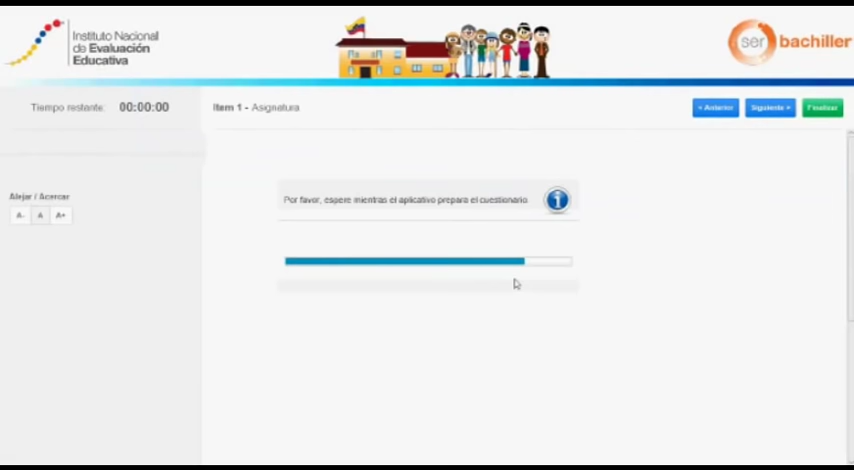 Instituto Nacional
de Evaluación
Educativa
ser bachiller
Tiempo restante: 00:00:00
Item 1 - Asignatura
« Anterior
Siguiente »
Finalizar
Alejar / Acercar
A- A A+
Por favor, espere mientras el aplicativo prepara el cuestionario.